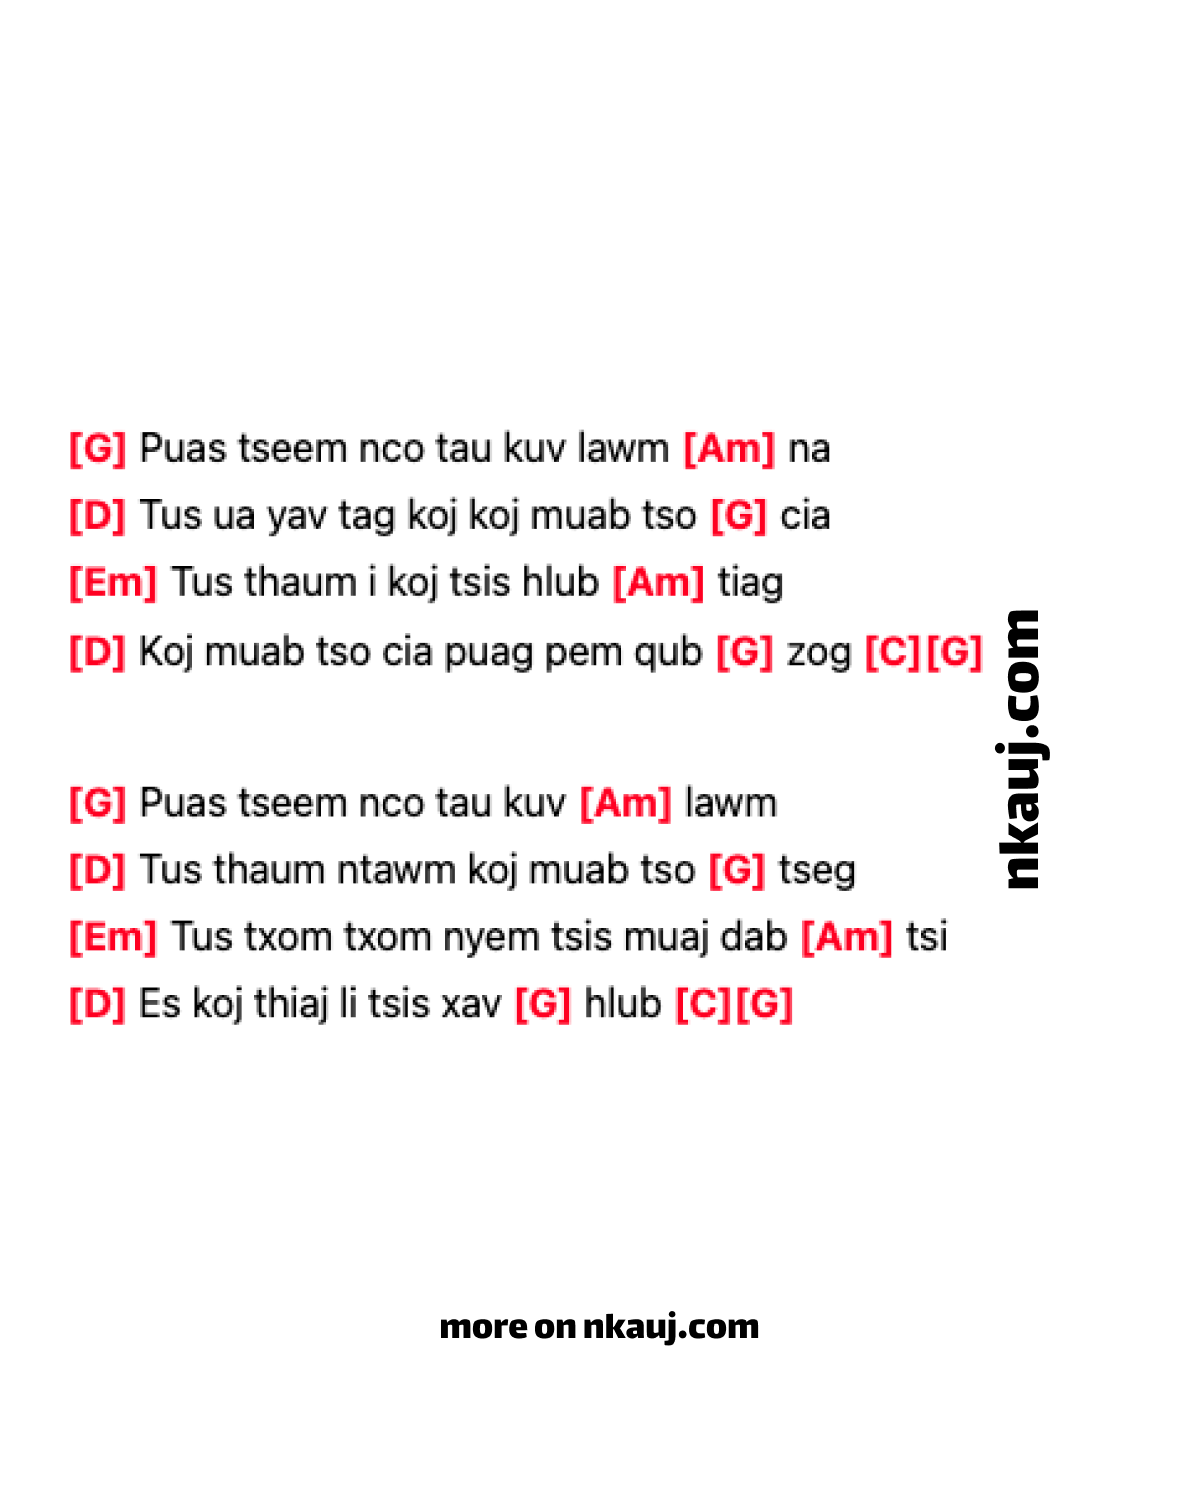 [G] Puas tseem nco tau kuv lawm [Am] na
[D] Tus ua yav tag koj koj muab tso [G] cia
[Em] Tus thaum i koj tsis hlub [Am] tiag
[D] Koj muab tso cia puag pem qub [G] zog [C][G]
[G] Puas tseem nco tau kuv [Am] lawm
[D] Tus thaum ntawm koj muab tso [G] tseg
[Em] Tus txom txom nyem tsis muaj dab [Am] tsi
[D] Es koj thiaj li tsis xav [G] hlub [C][G]
nkauj.com
more on nkauj.com